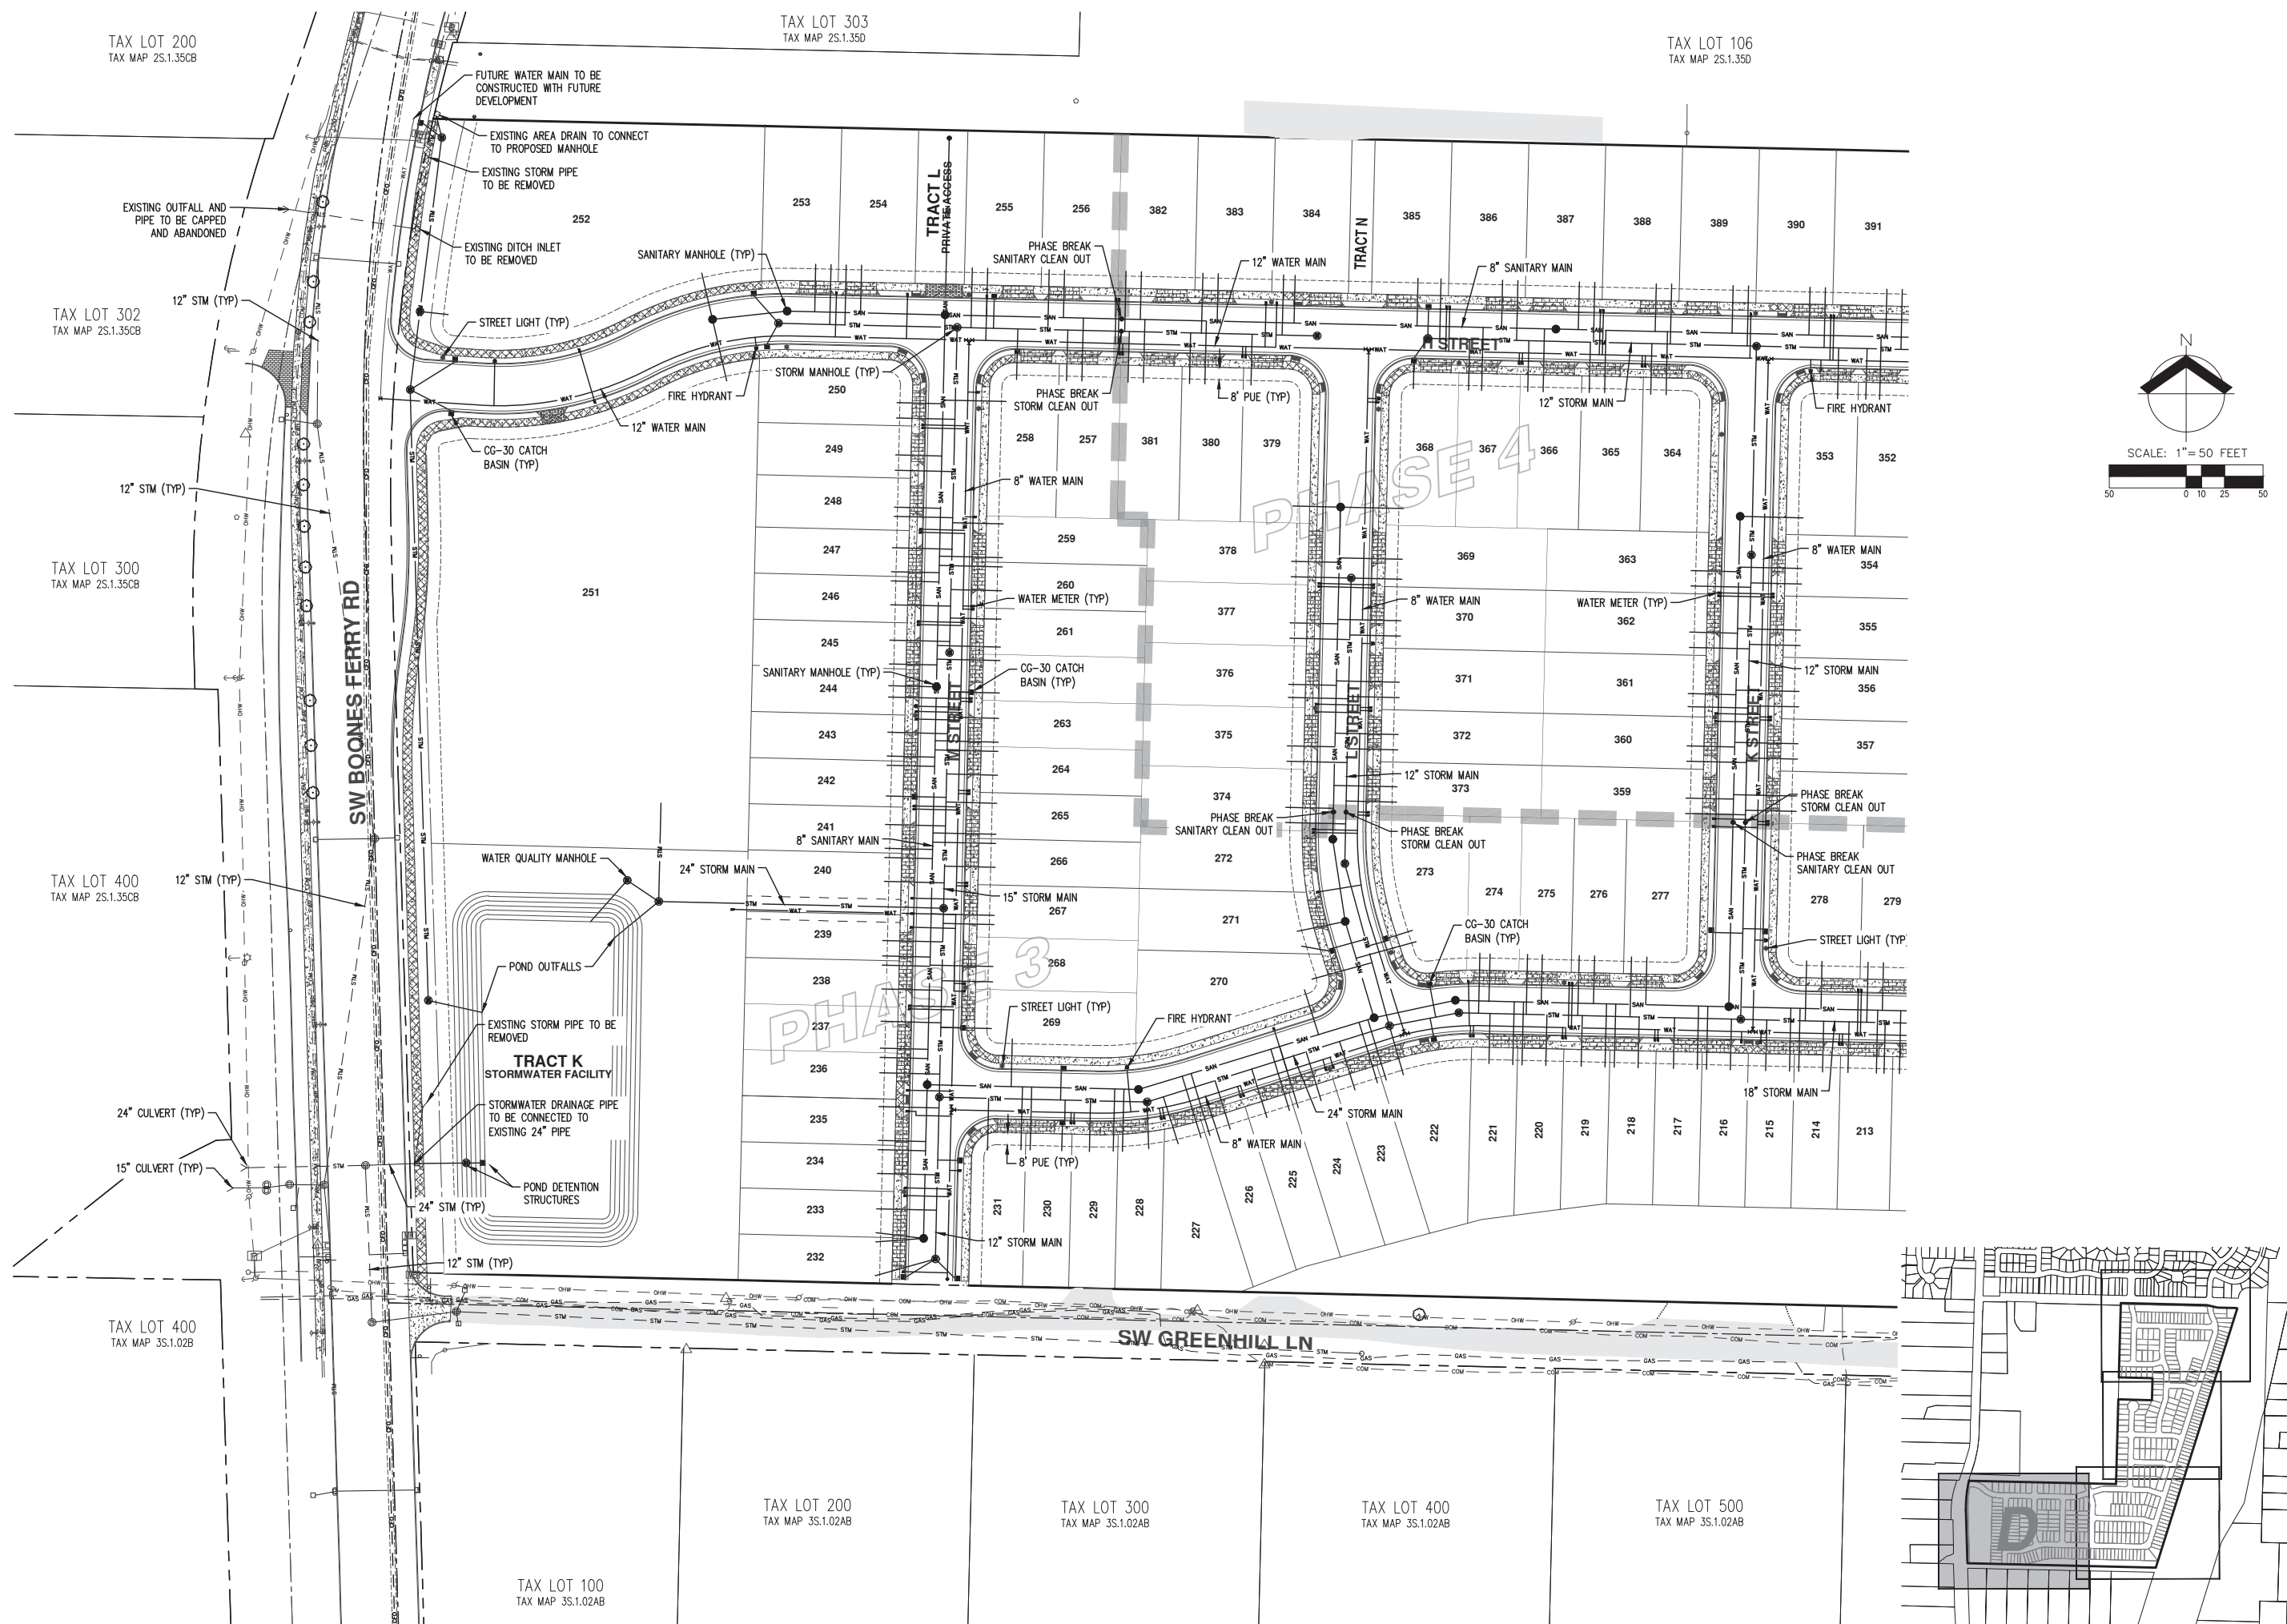 TAX LOT 200
TAX MAP 2S.1.35CB
TAX LOT 303
TAX MAP 2S.1.35D
TAX LOT 106
TAX MAP 2S.1.35D
FUTURE WATER MAIN TO BE
CONSTRUCTED WITH FUTURE
DEVELOPMENT
EXISTING AREA DRAIN TO CONNECT
TO PROPOSED MANHOLE
EXISTING STORM PIPE
TO BE REMOVED
EXISTING OUTFALL AND
PIPE TO BE CAPPED
AND ABANDONED
EXISTING DITCH INLET
TO BE REMOVED
252
253
254
TRACT L
PRIVATE ACCESS
255
256
382
383
384
TRACT N
385
386
387
388
389
390
391
SANITARY MANHOLE (TYP)
PHASE BREAK
SANITARY CLEAN OUT
12" WATER MAIN
8" SANITARY MAIN
12" STM (TYP)
TAX LOT 302
TAX MAP 2S.1.35CB
STREET LIGHT (TYP)
STORM MANHOLE (TYP)
FIRE HYDRANT
12" WATER MAIN
CG-30 CATCH
BASIN (TYP)
PHASE BREAK
STORM CLEAN OUT
8' PUE (TYP)
H STREET
12" STORM MAIN
FIRE HYDRANT
N
SCALE: 1"= 50 FEET
50 0 10 25 50
250
249
248
247
246
245
SANITARY MANHOLE (TYP)
244
243
242
241
8" SANITARY MAIN
240
239
238
237
236
235
234
233
232
258
257
381
380
379
8" WATER MAIN
259
260
WATER METER (TYP)
261
CG-30 CATCH
BASIN (TYP)
263
264
265
266
15" STORM MAIN
267
268
269
M STREET
PHASE 4
368
367
366
365
364
353
352
378
377
376
375
374
PHASE BREAK
SANITARY CLEAN OUT
272
271
270
369
8" WATER MAIN
370
371
372
12" STORM MAIN
373
PHASE BREAK
STORM CLEAN OUT
L STREET
363
WATER METER (TYP)
362
361
360
359
K STREET
8" WATER MAIN
354
355
12" STORM MAIN
356
357
PHASE BREAK
STORM CLEAN OUT
PHASE BREAK
SANITARY CLEAN OUT
273
274
275
276
277
278
279
CG-30 CATCH
BASIN (TYP)
STREET LIGHT (TYP
12" STM (TYP)
TAX LOT 300
TAX MAP 2S.1.35CB
SW BOONES FERRY RD
251
WATER QUALITY MANHOLE
24" STORM MAIN
TAX LOT 400
TAX MAP 2S.1.35CB
12" STM (TYP)
POND OUTFALLS
EXISTING STORM PIPE TO BE
REMOVED
TRACT K
STORMWATER FACILITY
STORMWATER DRAINAGE PIPE
TO BE CONNECTED TO
EXISTING 24" PIPE
POND DETENTION
STRUCTURES
24" CULVERT (TYP)
15" CULVERT (TYP)
24" STM (TYP)
12" STM (TYP)
PHASE 3
STREET LIGHT (TYP)
FIRE HYDRANT
24" STORM MAIN
8" WATER MAIN
8' PUE (TYP)
12" STORM MAIN
18" STORM MAIN
231
230
229
228
227
226
225
224
223
222
221
220
219
218
217
216
215
214
213
SW GREENHILL LN
TAX LOT 400
TAX MAP 3S.1.02B
TAX LOT 200
TAX MAP 3S.1.02AB
TAX LOT 300
TAX MAP 3S.1.02AB
TAX LOT 400
TAX MAP 3S.1.02AB
TAX LOT 500
TAX MAP 3S.1.02AB
TAX LOT 100
TAX MAP 3S.1.02AB
D